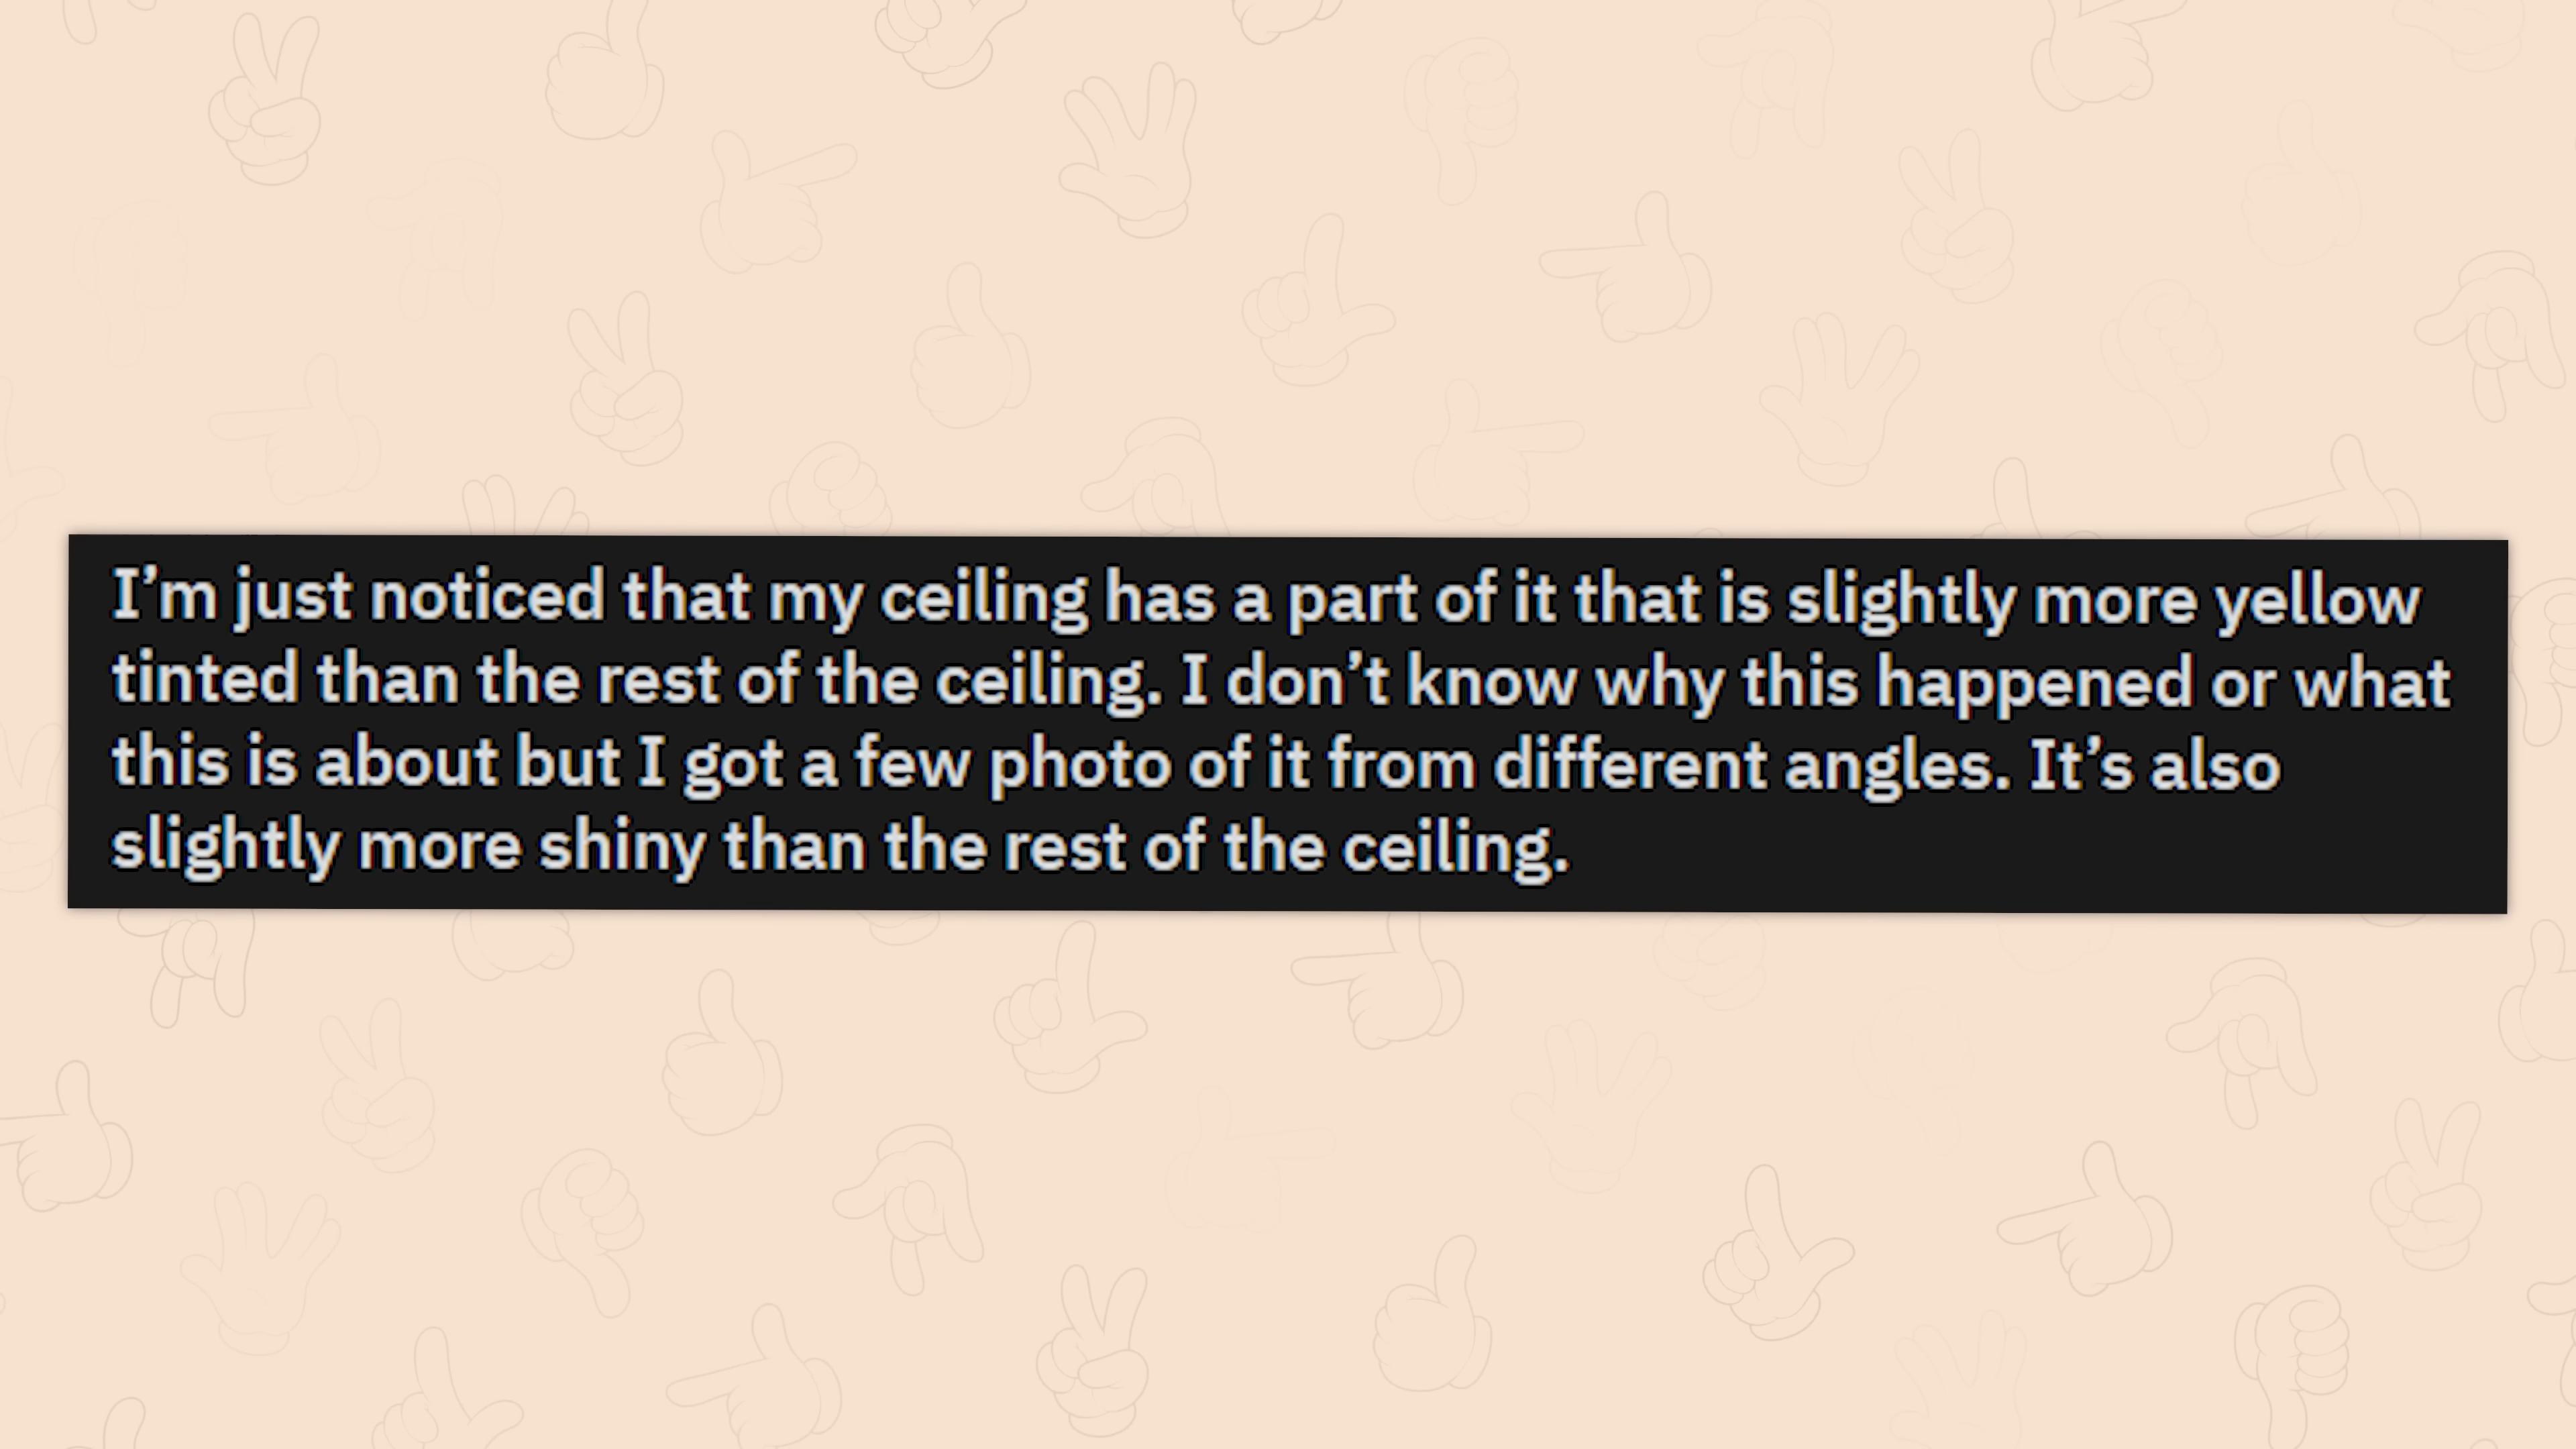 I’m just noticed that my ceiling has a part of it that is slightly more yellow
tinted than the rest of the ceiling. I don’t know why this happened or what
this is about but I got a few photo of it from different angles. It’s also
slightly more shiny than the rest of the ceiling.